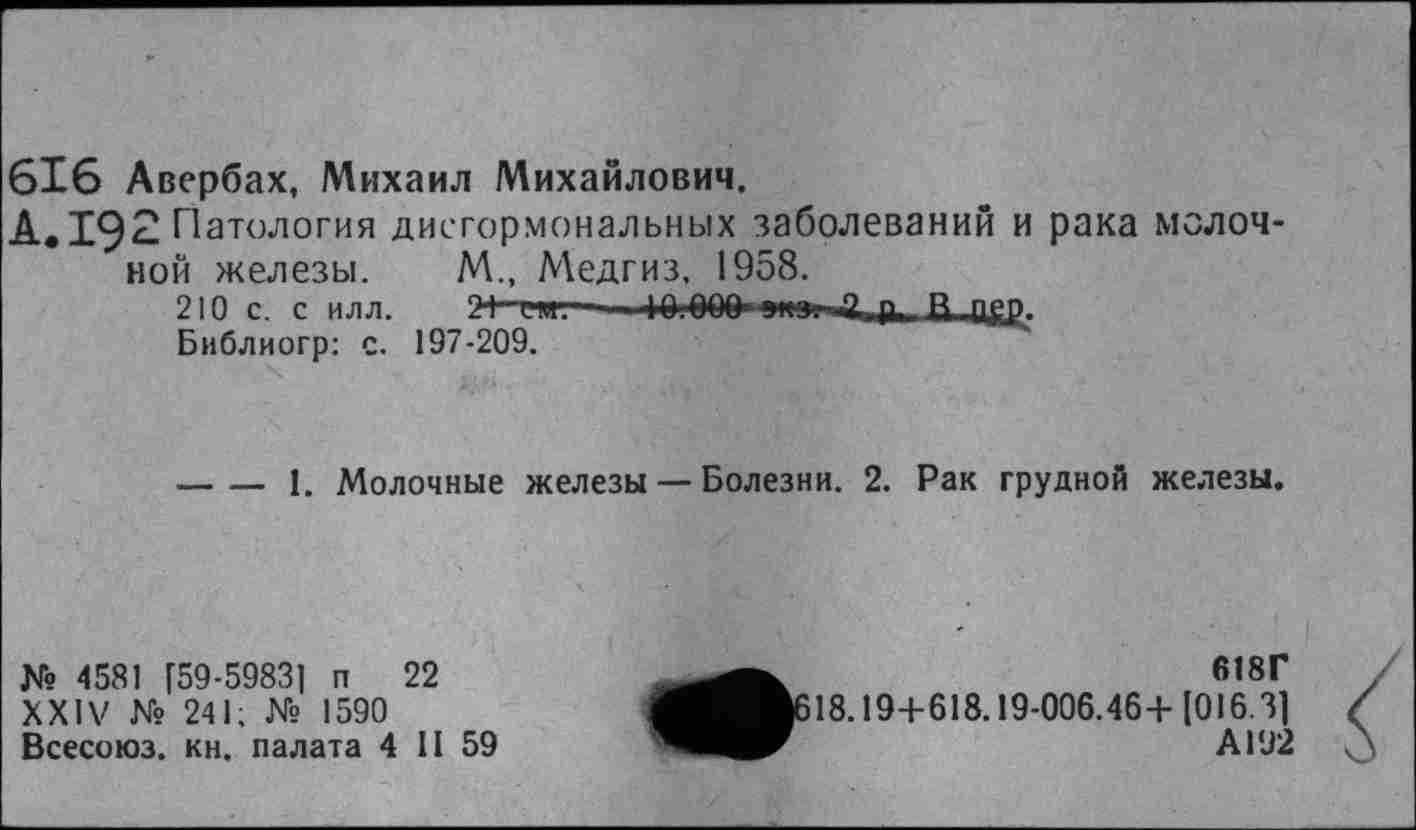 616 Авербах, Михаил Михайлович.
А.192 Патология дисгормональных заболеваний и рака молоч-
ной железы. М., Медгиз, 1958.
210 с. с илл. 21 см. — 10.000 экз. 2 р. В пер.
Библиогр: с. 197-209.
— — 1. Молочные железы — Болезни. 2. Рак грудной железы.
№ 4581 [59-5983] п 22
618Г
XXIV № 241; № 1590
618.19+618.19-006.46+ [016.3]
Всесоюз. кн. палата 4 II 59
А192